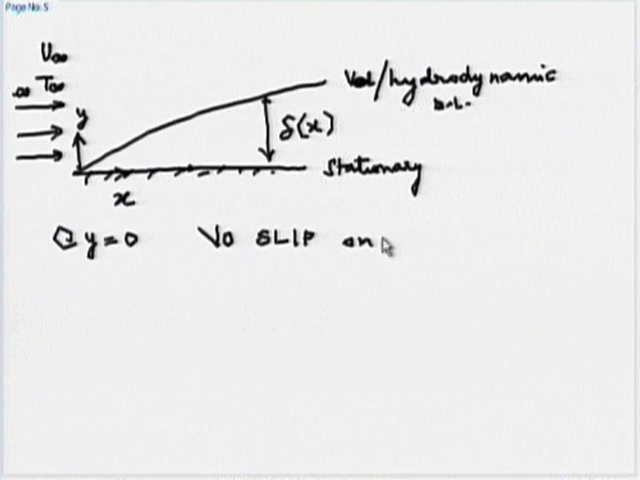 Page No: 5
U∞
∞ T∞
Vel/hydrodynamic
b.l.
y
δ(x)
stationary
x
@ y=0 No SLIP on